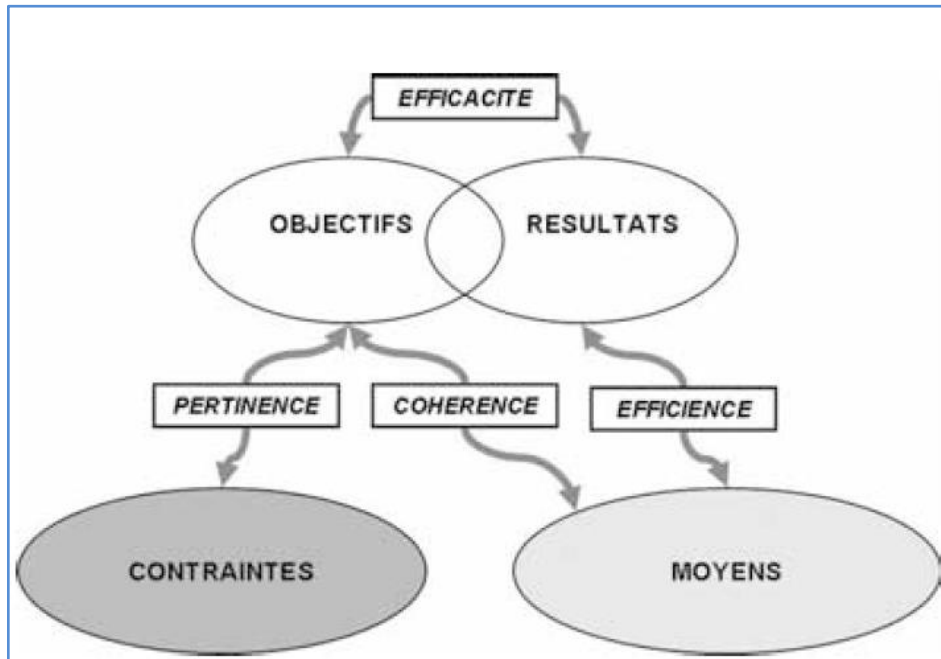 EFFICACITE
OBJECTIFS
RESULTATS
PERTINENCE
COHERENCE
EFFICIENCE
CONTRAINTES
MOYENS